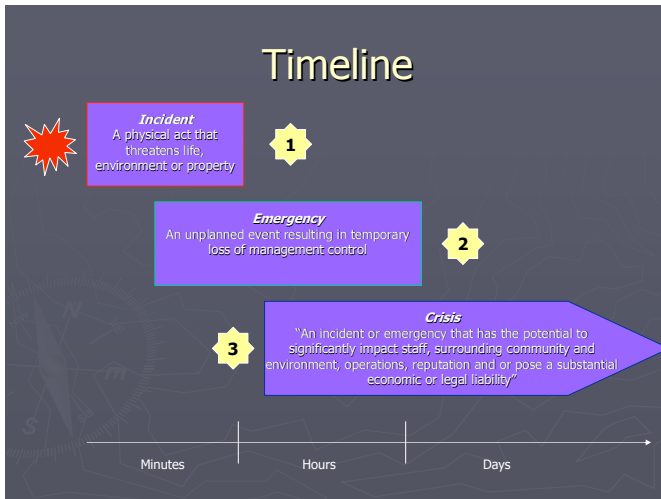 Timeline
Incident
A physical act that
threatens life,
environment or property
1
Emergency
An unplanned event resulting in temporary
loss of management control
2
Crisis
“An incident or emergency that has the potential to
significantly impact staff, surrounding community and
environment, operations, reputation and or pose a substantial
economic or legal liability”
3
Minutes
Hours
Days
N
e
S
s